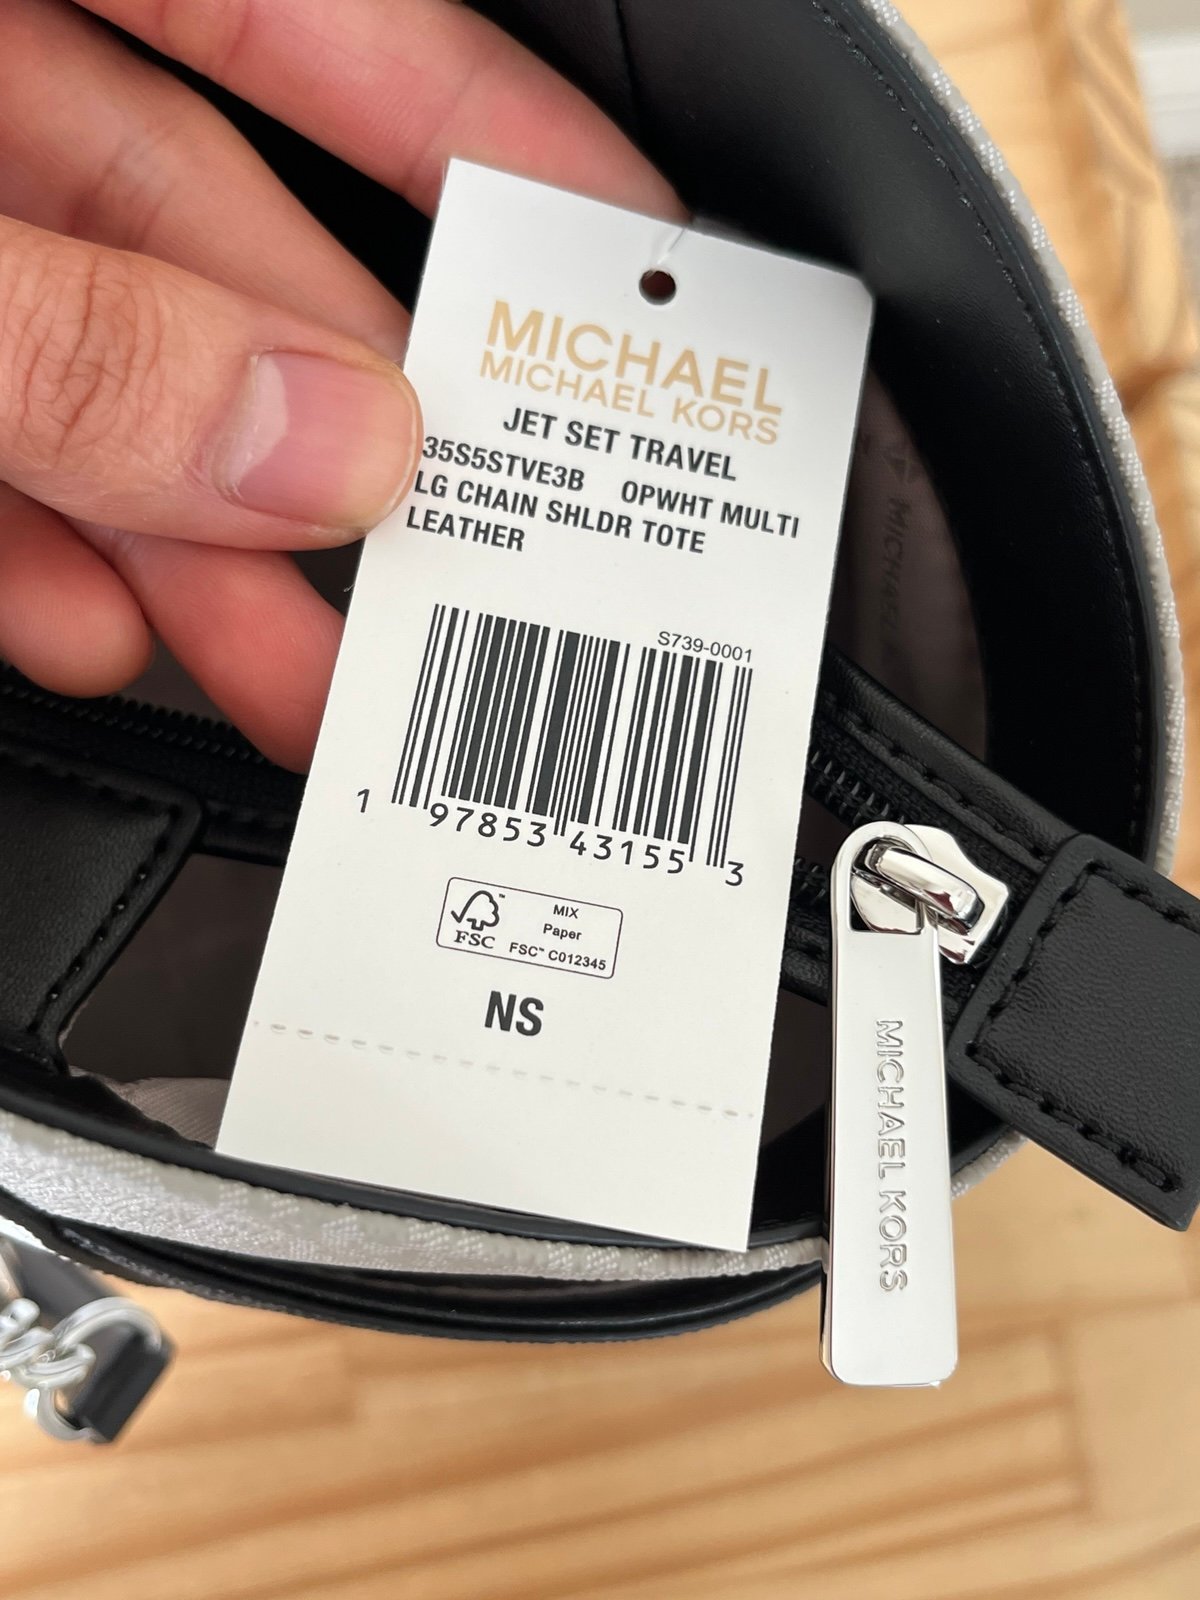 MICHAEL
MICHAEL KORS
JET SET TRAVEL
35S5STVE3B OPWHT MULTI
LG CHAIN SHLDR TOTE
LEATHER
S739-0001
1 97853 43155 3
FSC
MIX
Paper
FSC™ C012345
NS
MICHAEL KORS
MICHAEL